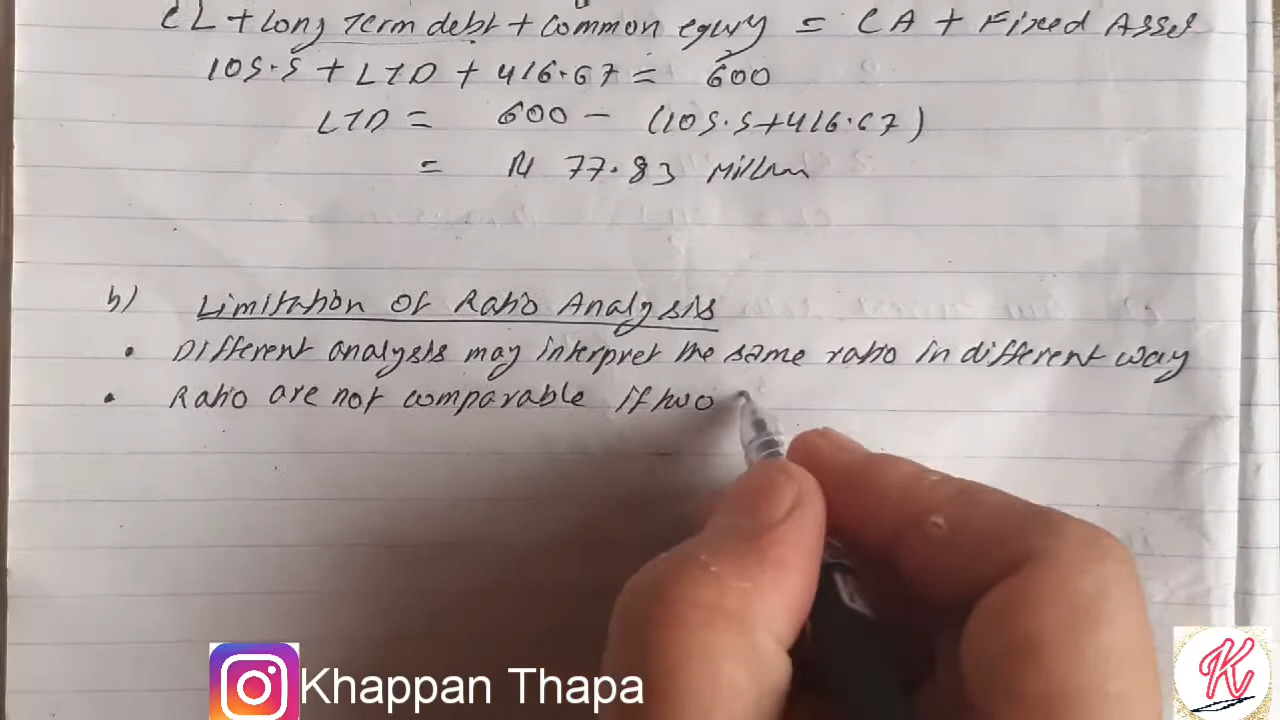 CL + Long Term debt + Common equity = CA + Fixed Asset
105.5 + LTD + 416.67 = 600
LTD = 600 - (105.5+416.67)
= Rs 77.83 Million
b) Limitation Of Ratio Analysis
• Different analysis may interpret the same ratio in different way
• Ratio are not comparable if two
Khappan Thapa
K